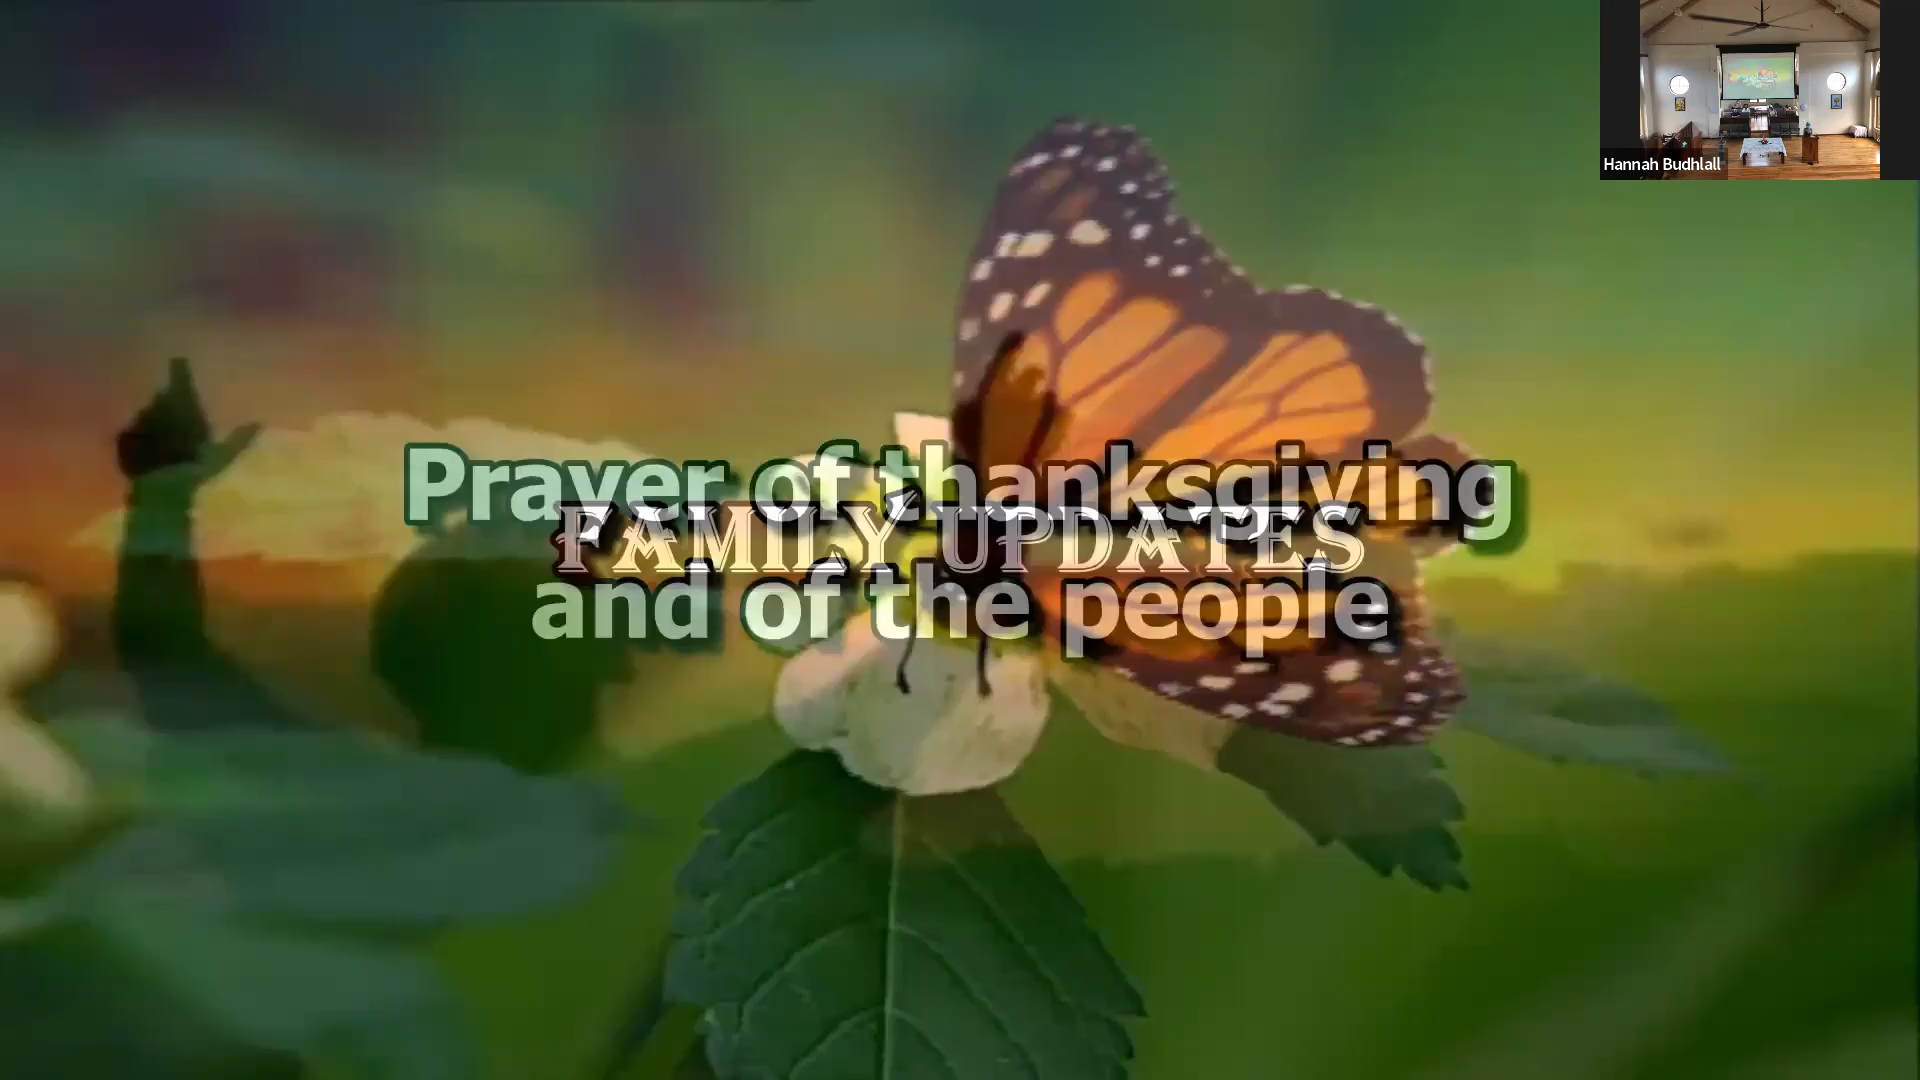 Hannah Budhlall
Prayer of thanksgiving
FAMILY UPDATES
and of the people